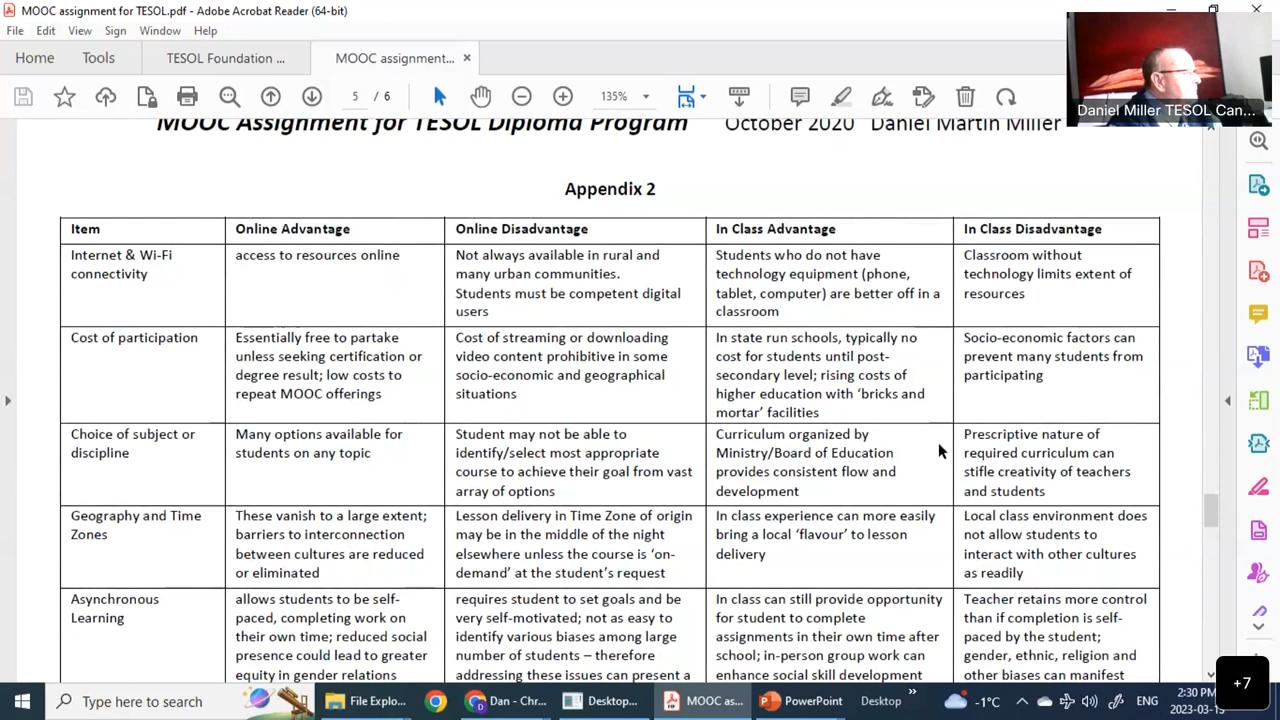 MOOC assignment for TESOL.pdf - Adobe Acrobat Reader (64-bit)
File Edit View Sign Window Help
Home Tools TESOL Foundation ... MOOC assignment... ×
5 / 6 135%
Daniel Miller TESOL Can...
MOOC Assignment for TESOL Diploma Program October 2020 Daniel Martin Miller
Appendix 2
Item Online Advantage Online Disadvantage In Class Advantage In Class Disadvantage
Internet & Wi-Fi
connectivity
access to resources online
Not always available in rural and
many urban communities.
Students must be competent digital
users
Students who do not have
technology equipment (phone,
tablet, computer) are better off in a
classroom
Classroom without
technology limits extent of
resources
Cost of participation
Essentially free to partake
unless seeking certification or
degree result; low costs to
repeat MOOC offerings
Cost of streaming or downloading
video content prohibitive in some
socio-economic and geographical
situations
In state run schools, typically no
cost for students until post-
secondary level; rising costs of
higher education with ‘bricks and
mortar’ facilities
Socio-economic factors can
prevent many students from
participating
Choice of subject or
discipline
Many options available for
students on any topic
Student may not be able to
identify/select most appropriate
course to achieve their goal from vast
array of options
Curriculum organized by
Ministry/Board of Education
provides consistent flow and
development
Prescriptive nature of
required curriculum can
stifle creativity of teachers
and students
Geography and Time
Zones
These vanish to a large extent;
barriers to interconnection
between cultures are reduced
or eliminated
Lesson delivery in Time Zone of origin
may be in the middle of the night
elsewhere unless the course is ‘on-
demand’ at the student’s request
In class experience can more easily
bring a local ‘flavour’ to lesson
delivery
Local class environment does
not allow students to
interact with other cultures
as readily
Asynchronous
Learning
allows students to be self-
paced, completing work on
their own time; reduced social
presence could lead to greater
equity in gender relations
requires student to set goals and be
very self-motivated; not as easy to
identify various biases among large
number of students – therefore
addressing these issues can present a
In class can still provide opportunity
for student to complete
assignments in their own time after
school; in-person group work can
enhance social skill development
Teacher retains more control
than if completion is self-
paced by the student;
gender, ethnic, religion and
other biases can manifest
+7
Type here to search File Explo... Dan - Chr... Desktop... MOOC as... PowerPoint Desktop » -1°C ENG 2:30 PM